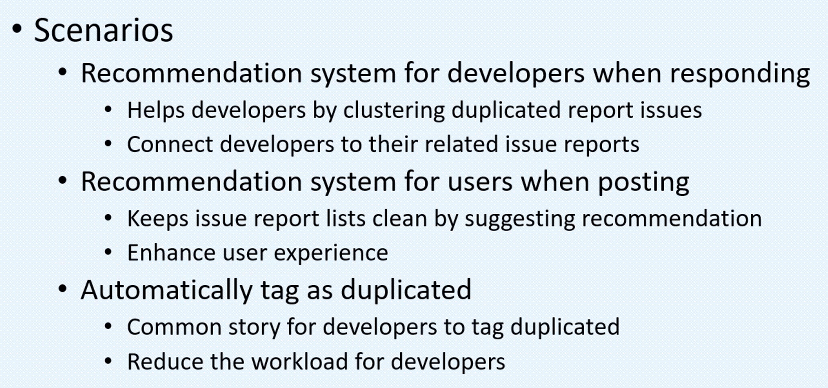 • Scenarios
• Recommendation system for developers when responding
• Helps developers by clustering duplicated report issues
• Connect developers to their related issue reports
• Recommendation system for users when posting
• Keeps issue report lists clean by suggesting recommendation
• Enhance user experience
• Automatically tag as duplicated
• Common story for developers to tag duplicated
• Reduce the workload for developers